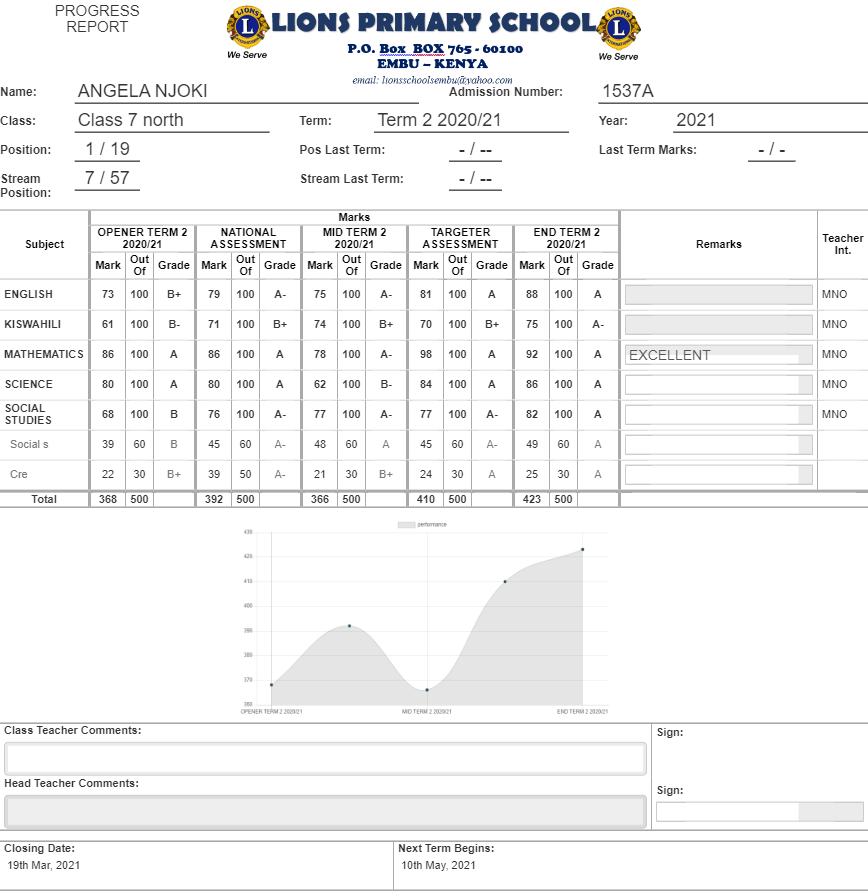 PROGRESS REPORT
LIONS PRIMARY SCHOOL
We Serve
We Serve
P.O. Box BOX 765 - 60100
EMBU – KENYA
email: lionsschoolsembu@yahoo.com
Name: ANGELA NJOKI Admission Number: 1537A
Class: Class 7 north Term: Term 2 2020/21 Year: 2021
Position: 1 / 19 Pos Last Term: - / -- Last Term Marks: - / -
Stream Position: 7 / 57 Stream Last Term: - / --
Marks
Subject OPENER TERM 2 2020/21 NATIONAL ASSESSMENT MID TERM 2 2020/21 TARGETER ASSESSMENT END TERM 2 2020/21 Remarks Teacher Int.
Mark Out Of Grade Mark Out Of Grade Mark Out Of Grade Mark Out Of Grade Mark Out Of Grade
ENGLISH 73 100 B+ 79 100 A- 75 100 A- 81 100 A 88 100 A MNO
KISWAHILI 61 100 B- 71 100 B+ 74 100 B+ 70 100 B+ 75 100 A- MNO
MATHEMATICS 86 100 A 86 100 A 78 100 A- 98 100 A 92 100 A EXCELLENT MNO
SCIENCE 80 100 A 80 100 A 62 100 B- 84 100 A 86 100 A MNO
SOCIAL STUDIES 68 100 B 76 100 A- 77 100 A- 77 100 A- 82 100 A MNO
Social s 39 60 B 45 60 A- 48 60 A 45 60 A- 49 60 A
Cre 22 30 B+ 39 50 A- 21 30 B+ 24 30 A 25 30 A
Total 368 500 392 500 366 500 410 500 423 500
performance
430
420
410
400
390
380
370
360
OPENER TERM 2 2020/21 MID TERM 2 2020/21 END TERM 2 2020/21
Class Teacher Comments: Sign:
Head Teacher Comments: Sign:
Closing Date: Next Term Begins:
19th Mar, 2021 10th May, 2021